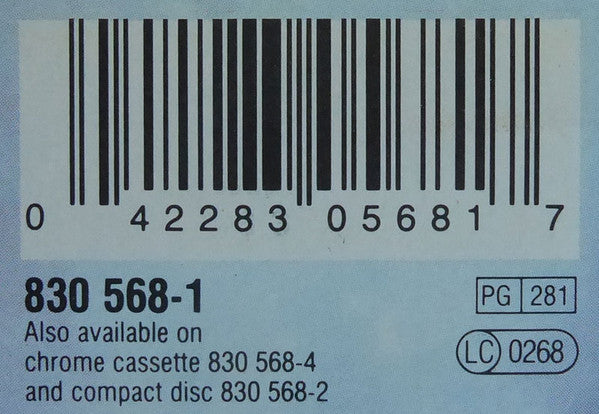 0 42283 05681 7
830 568-1
PG 281
Also available on
chrome cassette 830 568-4
LC 0268
and compact disc 830 568-2